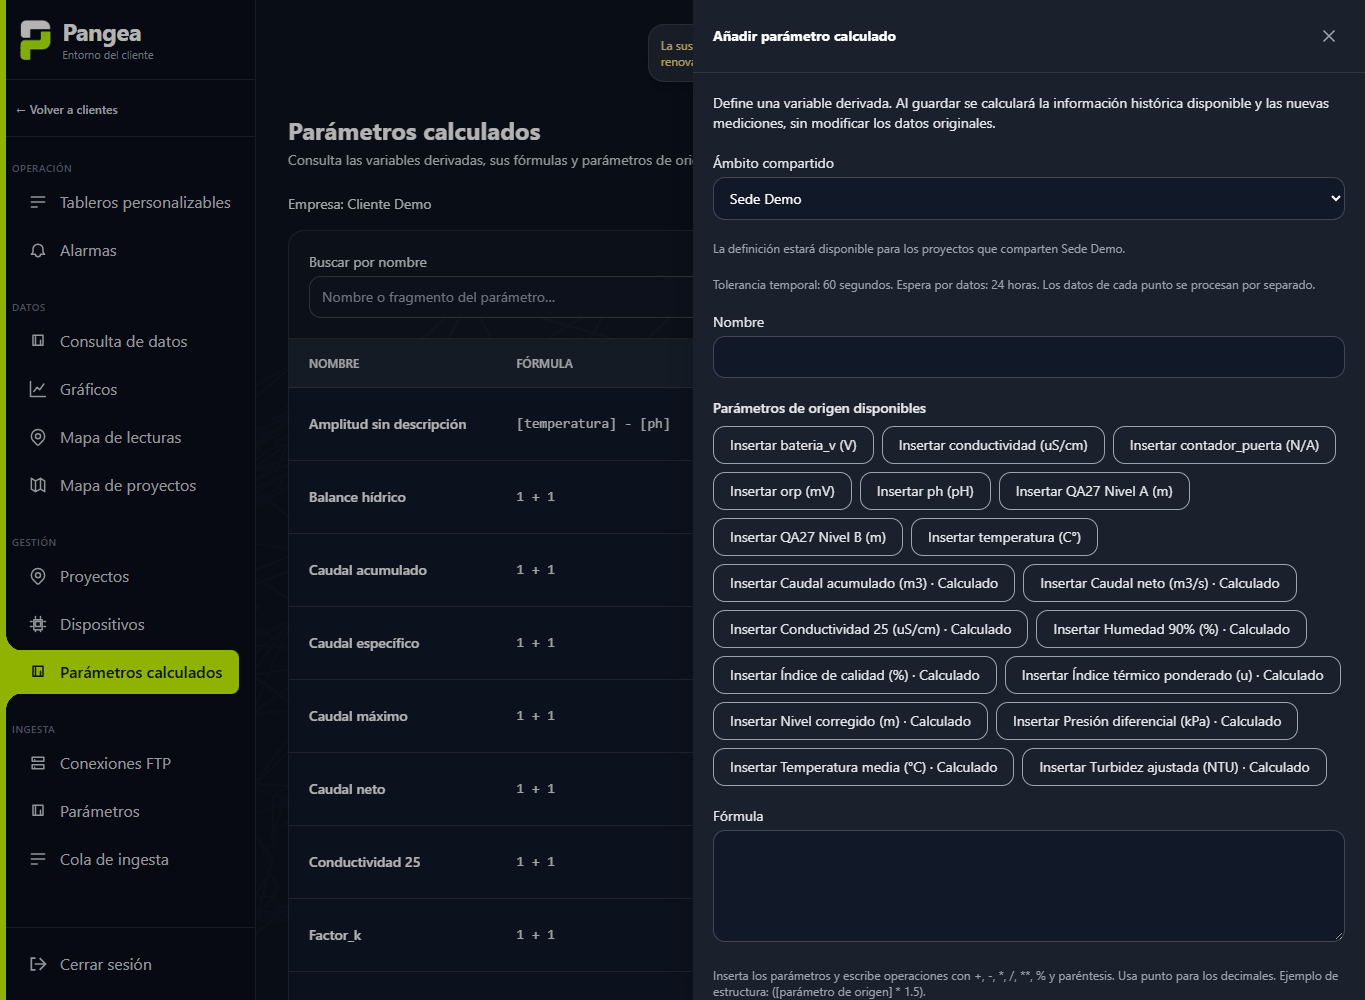 Pangea
Entorno del cliente
← Volver a clientes
OPERACIÓN
Tableros personalizables
Alarmas
DATOS
Consulta de datos
Gráficos
Mapa de lecturas
Mapa de proyectos
GESTIÓN
Proyectos
Dispositivos
Parámetros calculados
INGESTA
Conexiones FTP
Parámetros
Cola de ingesta
Cerrar sesión
La sus
renova
Parámetros calculados
Consulta las variables derivadas, sus fórmulas y parámetros de ori
Empresa: Cliente Demo
Buscar por nombre
Nombre o fragmento del parámetro...
NOMBRE FÓRMULA
Amplitud sin descripción [temperatura] - [ph]
Balance hídrico 1 + 1
Caudal acumulado 1 + 1
Caudal específico 1 + 1
Caudal máximo 1 + 1
Caudal neto 1 + 1
Conductividad 25 1 + 1
Factor_k 1 + 1
Añadir parámetro calculado
Define una variable derivada. Al guardar se calculará la información histórica disponible y las nuevas
mediciones, sin modificar los datos originales.
Ámbito compartido
Sede Demo
La definición estará disponible para los proyectos que comparten Sede Demo.
Tolerancia temporal: 60 segundos. Espera por datos: 24 horas. Los datos de cada punto se procesan por separado.
Nombre
Parámetros de origen disponibles
Insertar bateria_v (V) Insertar conductividad (uS/cm) Insertar contador_puerta (N/A)
Insertar orp (mV) Insertar ph (pH) Insertar QA27 Nivel A (m)
Insertar QA27 Nivel B (m) Insertar temperatura (C°)
Insertar Caudal acumulado (m3) · Calculado Insertar Caudal neto (m3/s) · Calculado
Insertar Conductividad 25 (uS/cm) · Calculado Insertar Humedad 90% (%) · Calculado
Insertar Índice de calidad (%) · Calculado Insertar Índice térmico ponderado (u) · Calculado
Insertar Nivel corregido (m) · Calculado Insertar Presión diferencial (kPa) · Calculado
Insertar Temperatura media (°C) · Calculado Insertar Turbidez ajustada (NTU) · Calculado
Fórmula
Inserta los parámetros y escribe operaciones con +, -, *, /, **, % y paréntesis. Usa punto para los decimales. Ejemplo de
estructura: ([parámetro de origen] * 1.5).